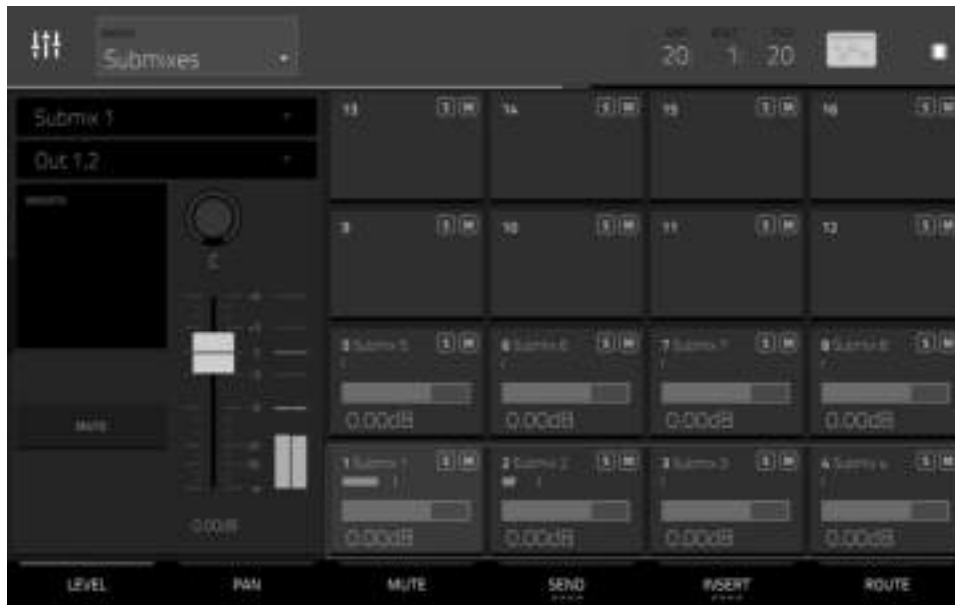 Submixes
20 1 20
Submix 1
Out 1,2
INSERTS
C
MUTE
0.00dB
13 S M
14 S M
15 S M
16 S M
9 S M
10 S M
11 S M
12 S M
5 Submix 5 S M
0.00dB
6 Submix 6 S M
0.00dB
7 Submix 7 S M
0.00dB
8 Submix 8 S M
0.00dB
1 Submix 1 S M
0.00dB
2 Submix 2 S M
0.00dB
3 Submix 3 S M
0.00dB
4 Submix 4 S M
0.00dB
LEVEL
PAN
MUTE
SEND
INSERT
ROUTE